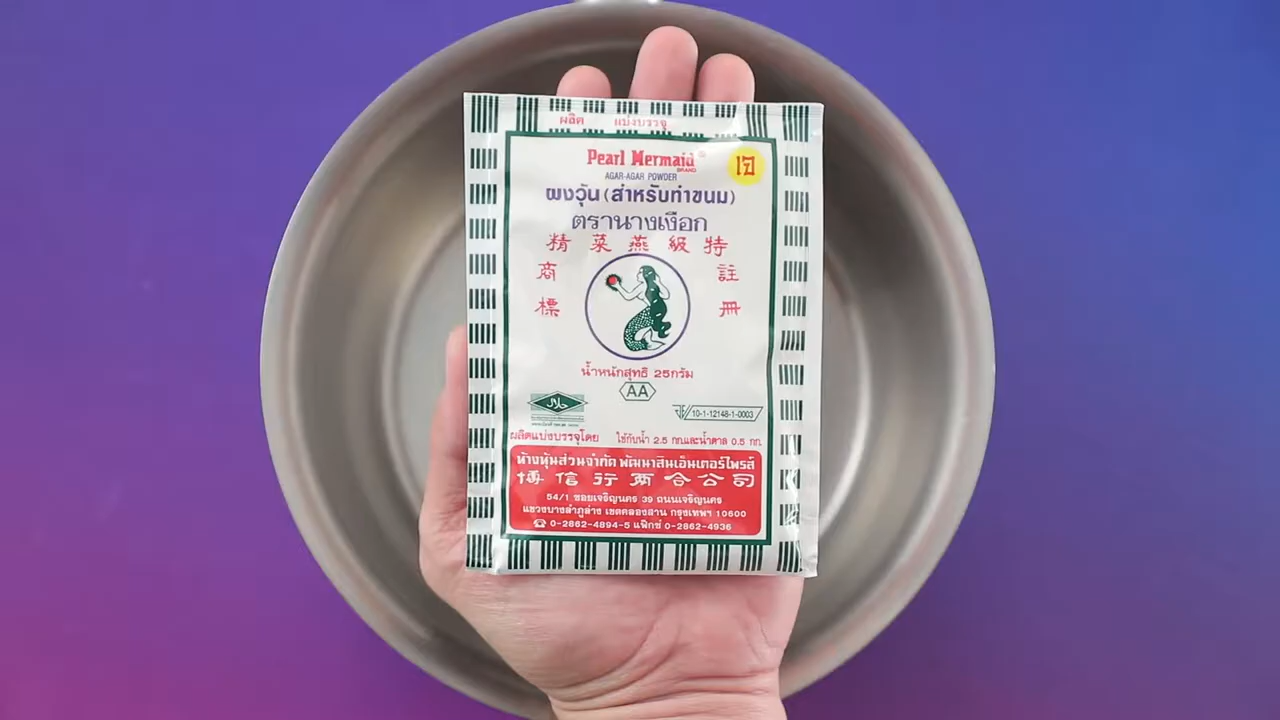 ผลิต แบ่งบรรจุ
Pearl Mermaid®
BRAND
เจ
AGAR-AGAR POWDER
ผงวุ้น (สำหรับทำขนม)
ตรานางเงือก
精 菜 燕 級 特
商 註
標 冊
น้ำหนักสุทธิ 25กรัม
AA
حلال
10-1-12148-1-0003
ผลิตแบ่งบรรจุโดย ใช้กับน้ำ 2.5 กก.และน้ำตาล 0.5 กก.
ห้างหุ้นส่วนจำกัด พัฒนาสินเอ็นเตอร์ไพรส์
博 信 行 兩 合 公 司
54/1 ซอยเจริญนคร 39 ถนนเจริญนคร
แขวงบางลำภูล่าง เขตคลองสาน กรุงเทพฯ 10600
☎ 0-2862-4894-5 แฟ็กซ์ 0-2862-4936